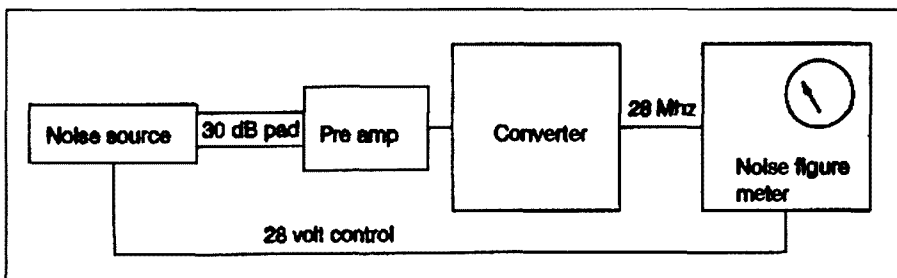 Noise source
30 dB pad
Pre amp
Converter
28 Mhz
Noise figure
meter
28 volt control